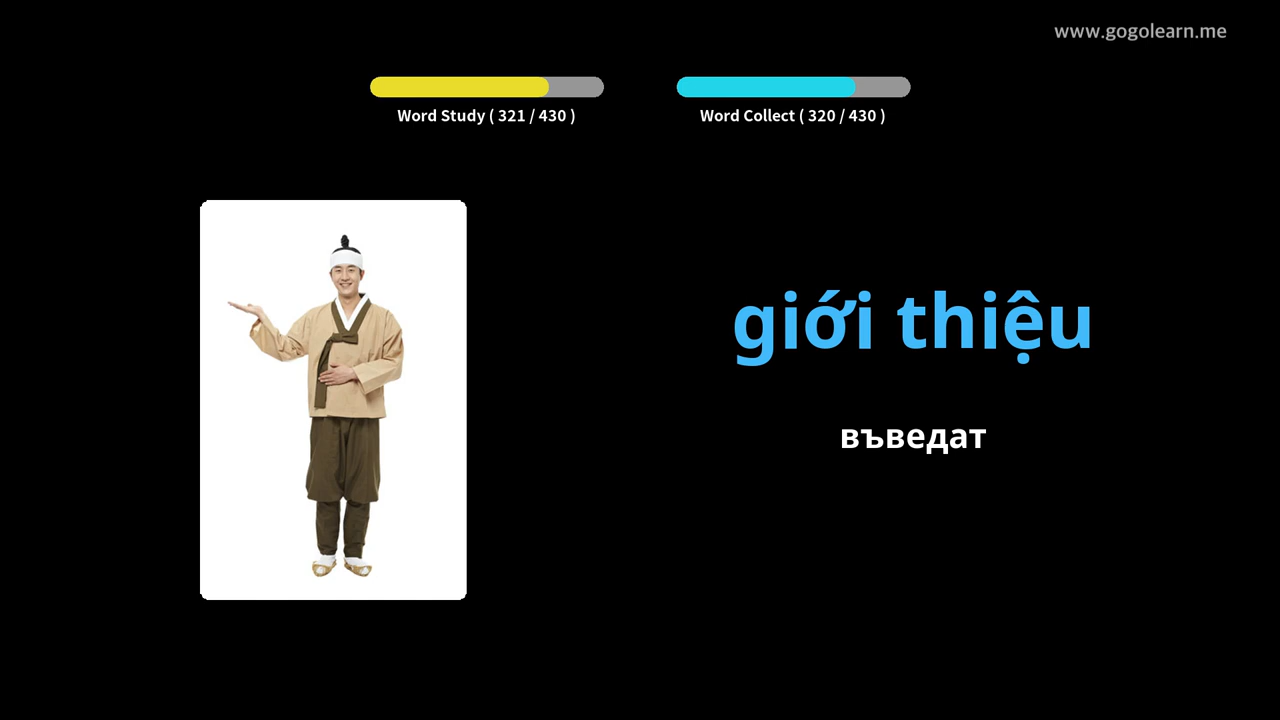 www.gogolearn.me
Word Study ( 321 / 430 )
Word Collect ( 320 / 430 )
giới thiệu
въведат